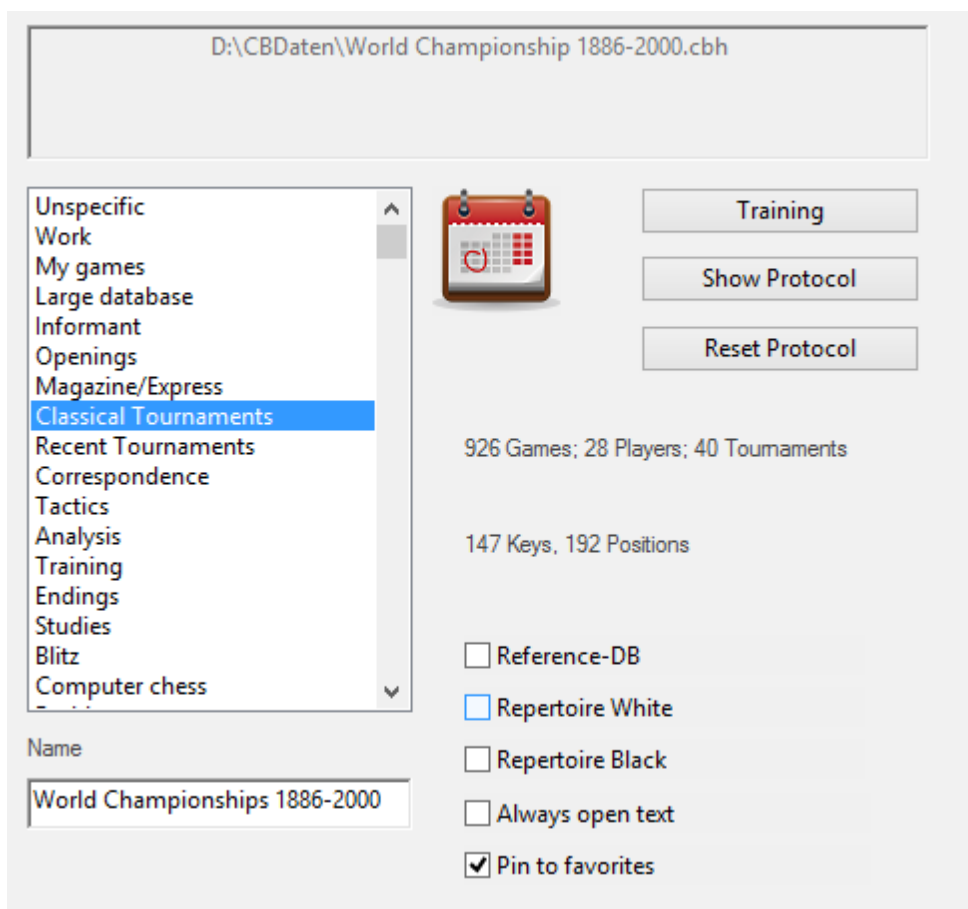 D:\CBDaten\World Championship 1886-2000.cbh
Unspecific
Work
My games
Large database
Informant
Openings
Magazine/Express
Classical Tournaments
Recent Tournaments
Correspondence
Tactics
Analysis
Training
Endings
Studies
Blitz
Computer chess
Name
World Championships 1886-2000
Training
Show Protocol
Reset Protocol
926 Games; 28 Players; 40 Tournaments
147 Keys, 192 Positions
Reference-DB
Repertoire White
Repertoire Black
Always open text
Pin to favorites